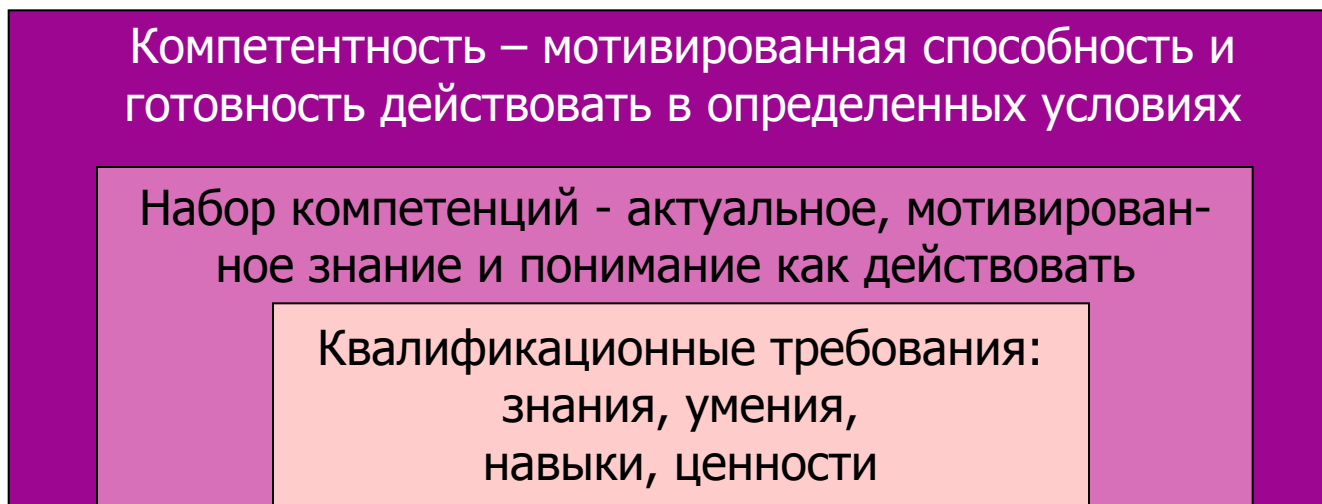 Компетентность – мотивированная способность и
готовность действовать в определенных условиях
Набор компетенций - актуальное, мотивирован-
ное знание и понимание как действовать
Квалификационные требования:
знания, умения,
навыки, ценности